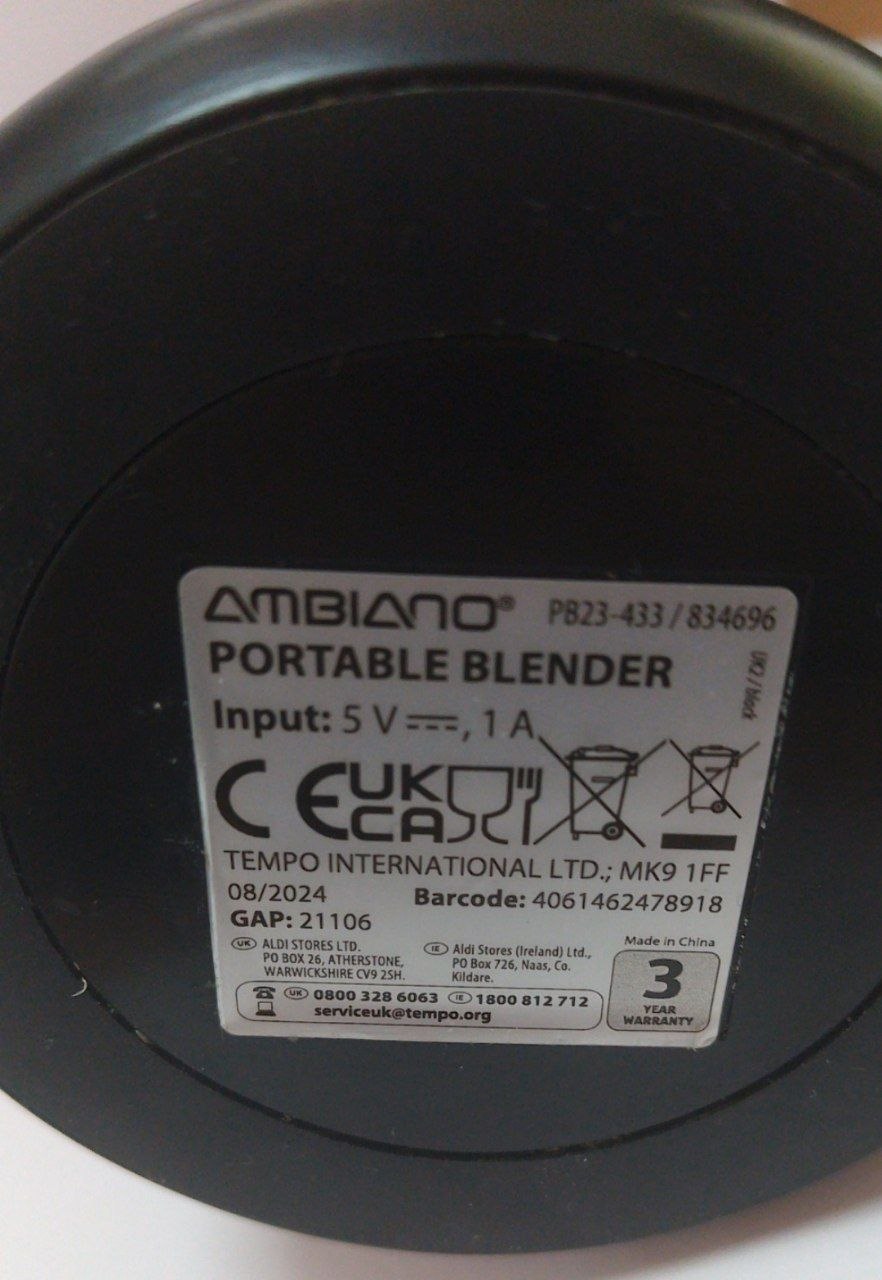 AMBIANO® PB23-433 / 834696
PORTABLE BLENDER
UK2 / black
Input: 5 V⎓, 1 A
CE UK
CA
TEMPO INTERNATIONAL LTD.; MK9 1FF
08/2024 Barcode: 4061462478918
GAP: 21106
UK ALDI STORES LTD.
PO BOX 26, ATHERSTONE,
WARWICKSHIRE CV9 2SH.
IE Aldi Stores (Ireland) Ltd.,
PO Box 726, Naas, Co.
Kildare.
Made in China
3
YEAR
WARRANTY
UK 0800 328 6063 IE 1800 812 712
serviceuk@tempo.org